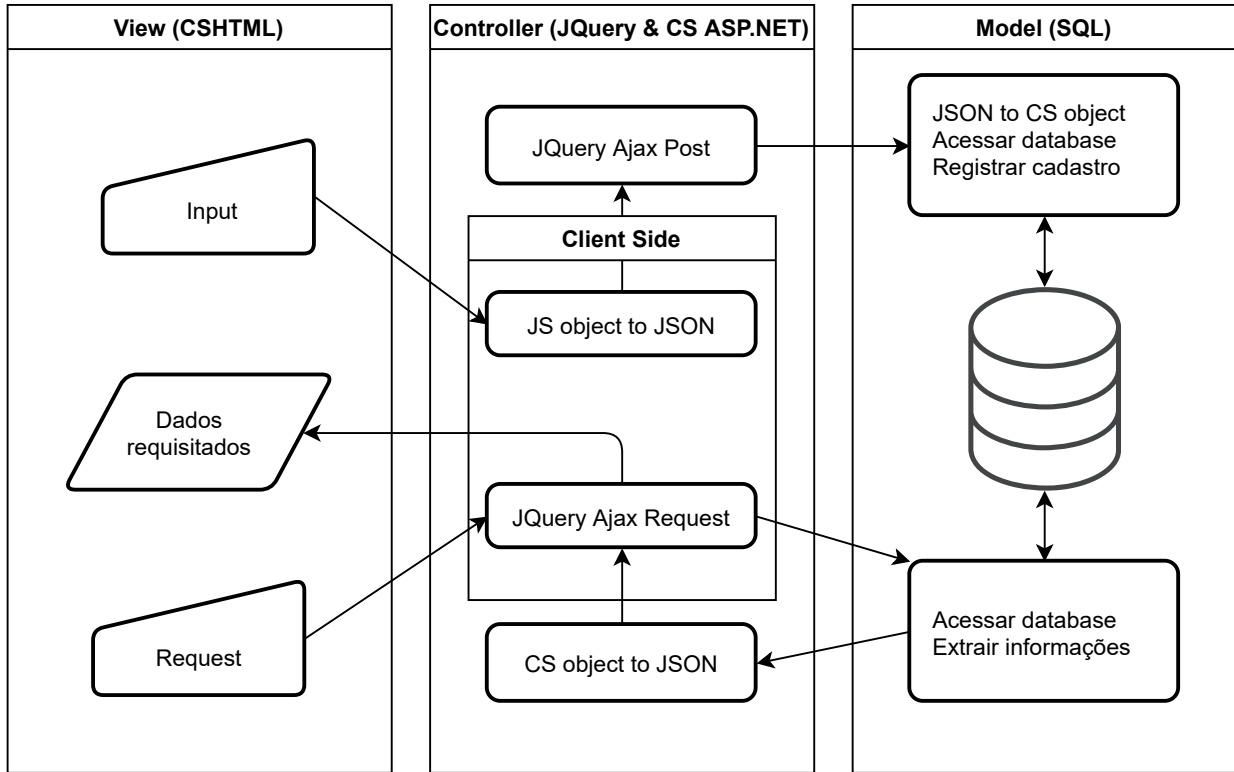 View (CSHTML)
Controller (JQuery & CS ASP.NET)
Model (SQL)
Input
Dados
requisitados
Request
JQuery Ajax Post
Client Side
JS object to JSON
JQuery Ajax Request
CS object to JSON
JSON to CS object
Acessar database
Registrar cadastro
Acessar database
Extrair informações